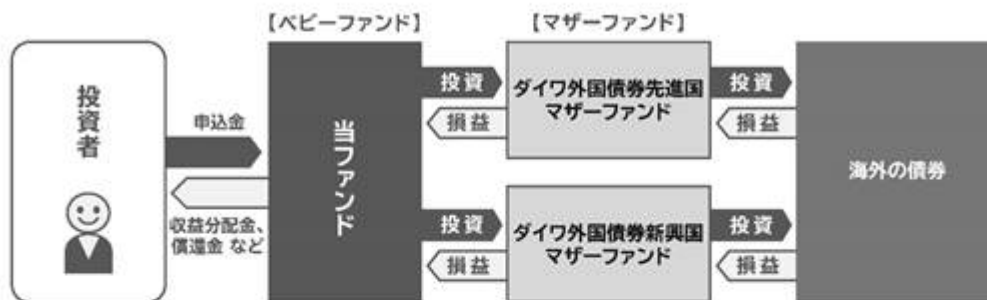 【ベビーファンド】
【マザーファンド】
投資者
申込金
収益分配金、
償還金 など
当ファンド
投資
損益
ダイワ外国債券先進国
マザーファンド
投資
損益
投資
損益
ダイワ外国債券新興国
マザーファンド
投資
損益
海外の債券